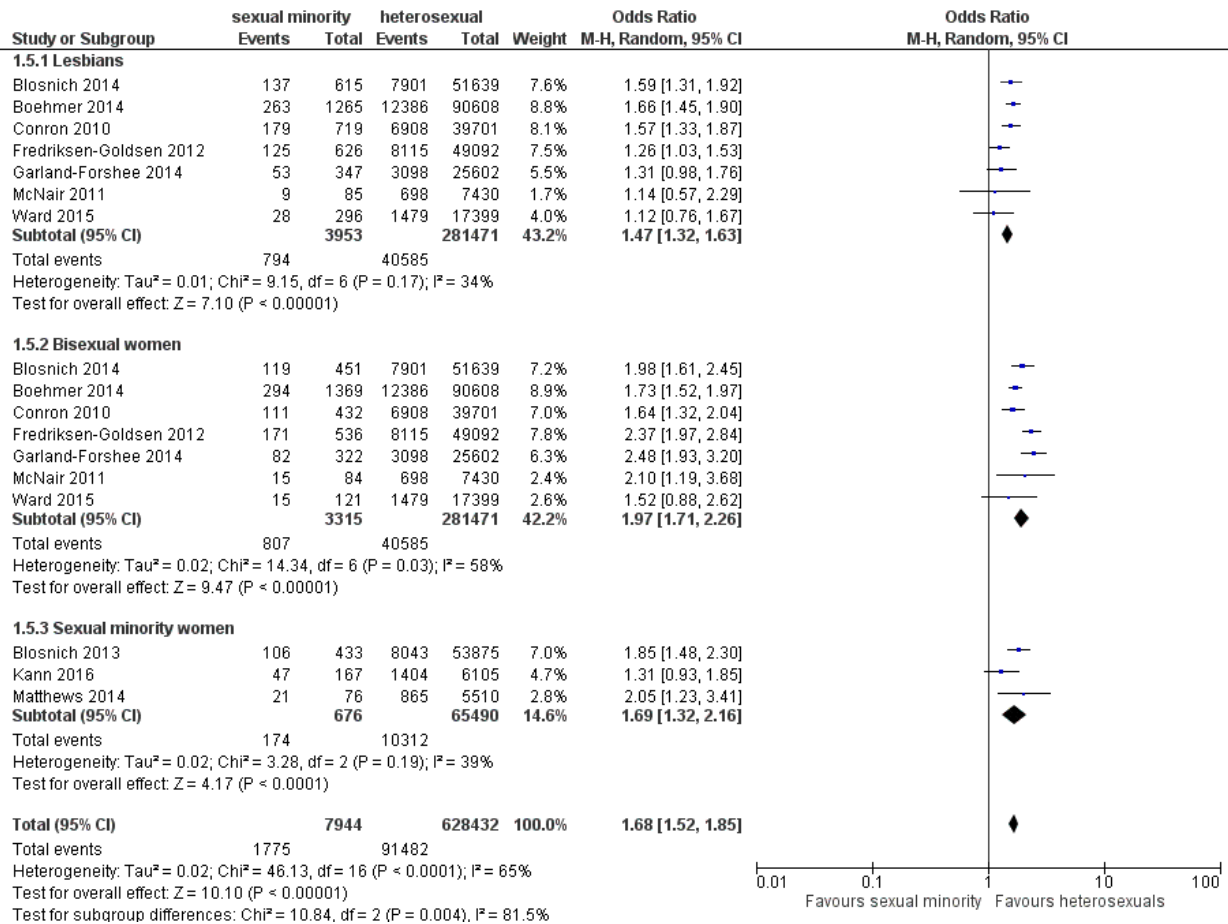 sexual minority heterosexual Odds Ratio Odds Ratio
Study or Subgroup Events Total Events Total Weight M-H, Random, 95% CI M-H, Random, 95% CI
1.5.1 Lesbians
Blosnich 2014 137 615 7901 51639 7.6% 1.59 [1.31, 1.92]
Boehmer 2014 263 1265 12386 90608 8.8% 1.66 [1.45, 1.90]
Conron 2010 179 719 6908 39701 8.1% 1.57 [1.33, 1.87]
Fredriksen-Goldsen 2012 125 626 8115 49092 7.5% 1.26 [1.03, 1.53]
Garland-Forshee 2014 53 347 3098 25602 5.5% 1.31 [0.98, 1.76]
McNair 2011 9 85 698 7430 1.7% 1.14 [0.57, 2.29]
Ward 2015 28 296 1479 17399 4.0% 1.12 [0.76, 1.67]
Subtotal (95% CI) 3953 281471 43.2% 1.47 [1.32, 1.63]
Total events 794 40585
Heterogeneity: Tau² = 0.01; Chi² = 9.15, df = 6 (P = 0.17); I² = 34%
Test for overall effect: Z = 7.10 (P < 0.00001)
1.5.2 Bisexual women
Blosnich 2014 119 451 7901 51639 7.2% 1.98 [1.61, 2.45]
Boehmer 2014 294 1369 12386 90608 8.9% 1.73 [1.52, 1.97]
Conron 2010 111 432 6908 39701 7.0% 1.64 [1.32, 2.04]
Fredriksen-Goldsen 2012 171 536 8115 49092 7.8% 2.37 [1.97, 2.84]
Garland-Forshee 2014 82 322 3098 25602 6.3% 2.48 [1.93, 3.20]
McNair 2011 15 84 698 7430 2.4% 2.10 [1.19, 3.68]
Ward 2015 15 121 1479 17399 2.6% 1.52 [0.88, 2.62]
Subtotal (95% CI) 3315 281471 42.2% 1.97 [1.71, 2.26]
Total events 807 40585
Heterogeneity: Tau² = 0.02; Chi² = 14.34, df = 6 (P = 0.03); I² = 58%
Test for overall effect: Z = 9.47 (P < 0.00001)
1.5.3 Sexual minority women
Blosnich 2013 106 433 8043 53875 7.0% 1.85 [1.48, 2.30]
Kann 2016 47 167 1404 6105 4.7% 1.31 [0.93, 1.85]
Matthews 2014 21 76 865 5510 2.8% 2.05 [1.23, 3.41]
Subtotal (95% CI) 676 65490 14.6% 1.69 [1.32, 2.16]
Total events 174 10312
Heterogeneity: Tau² = 0.02; Chi² = 3.28, df = 2 (P = 0.19); I² = 39%
Test for overall effect: Z = 4.17 (P < 0.0001)
Total (95% CI) 7944 628432 100.0% 1.68 [1.52, 1.85]
Total events 1775 91482
Heterogeneity: Tau² = 0.02; Chi² = 46.13, df = 16 (P < 0.0001); I² = 65%
Test for overall effect: Z = 10.10 (P < 0.00001)
Test for subgroup differences: Chi² = 10.84, df = 2 (P = 0.004), I² = 81.5%
0.01 0.1 1 10 100
Favours sexual minority Favours heterosexuals